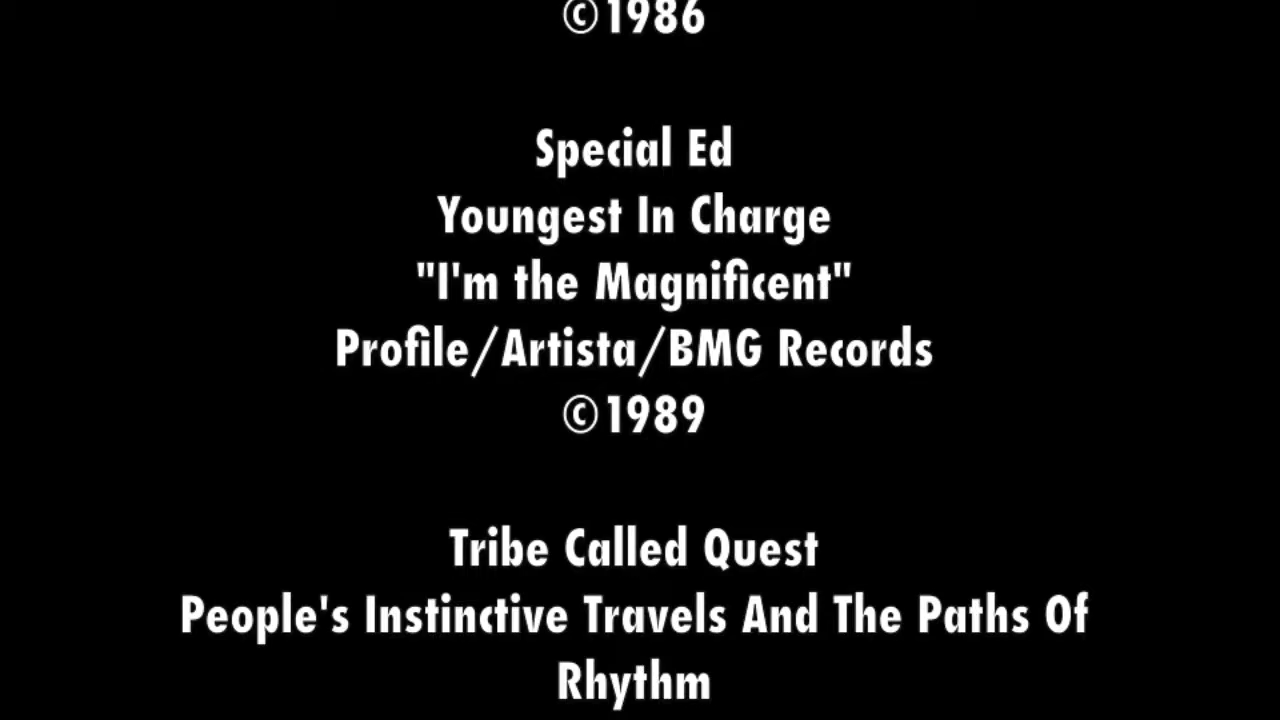 ©1986
Special Ed
Youngest In Charge
"I'm the Magnificent"
Profile/Artista/BMG Records
©1989
Tribe Called Quest
People's Instinctive Travels And The Paths Of
Rhythm